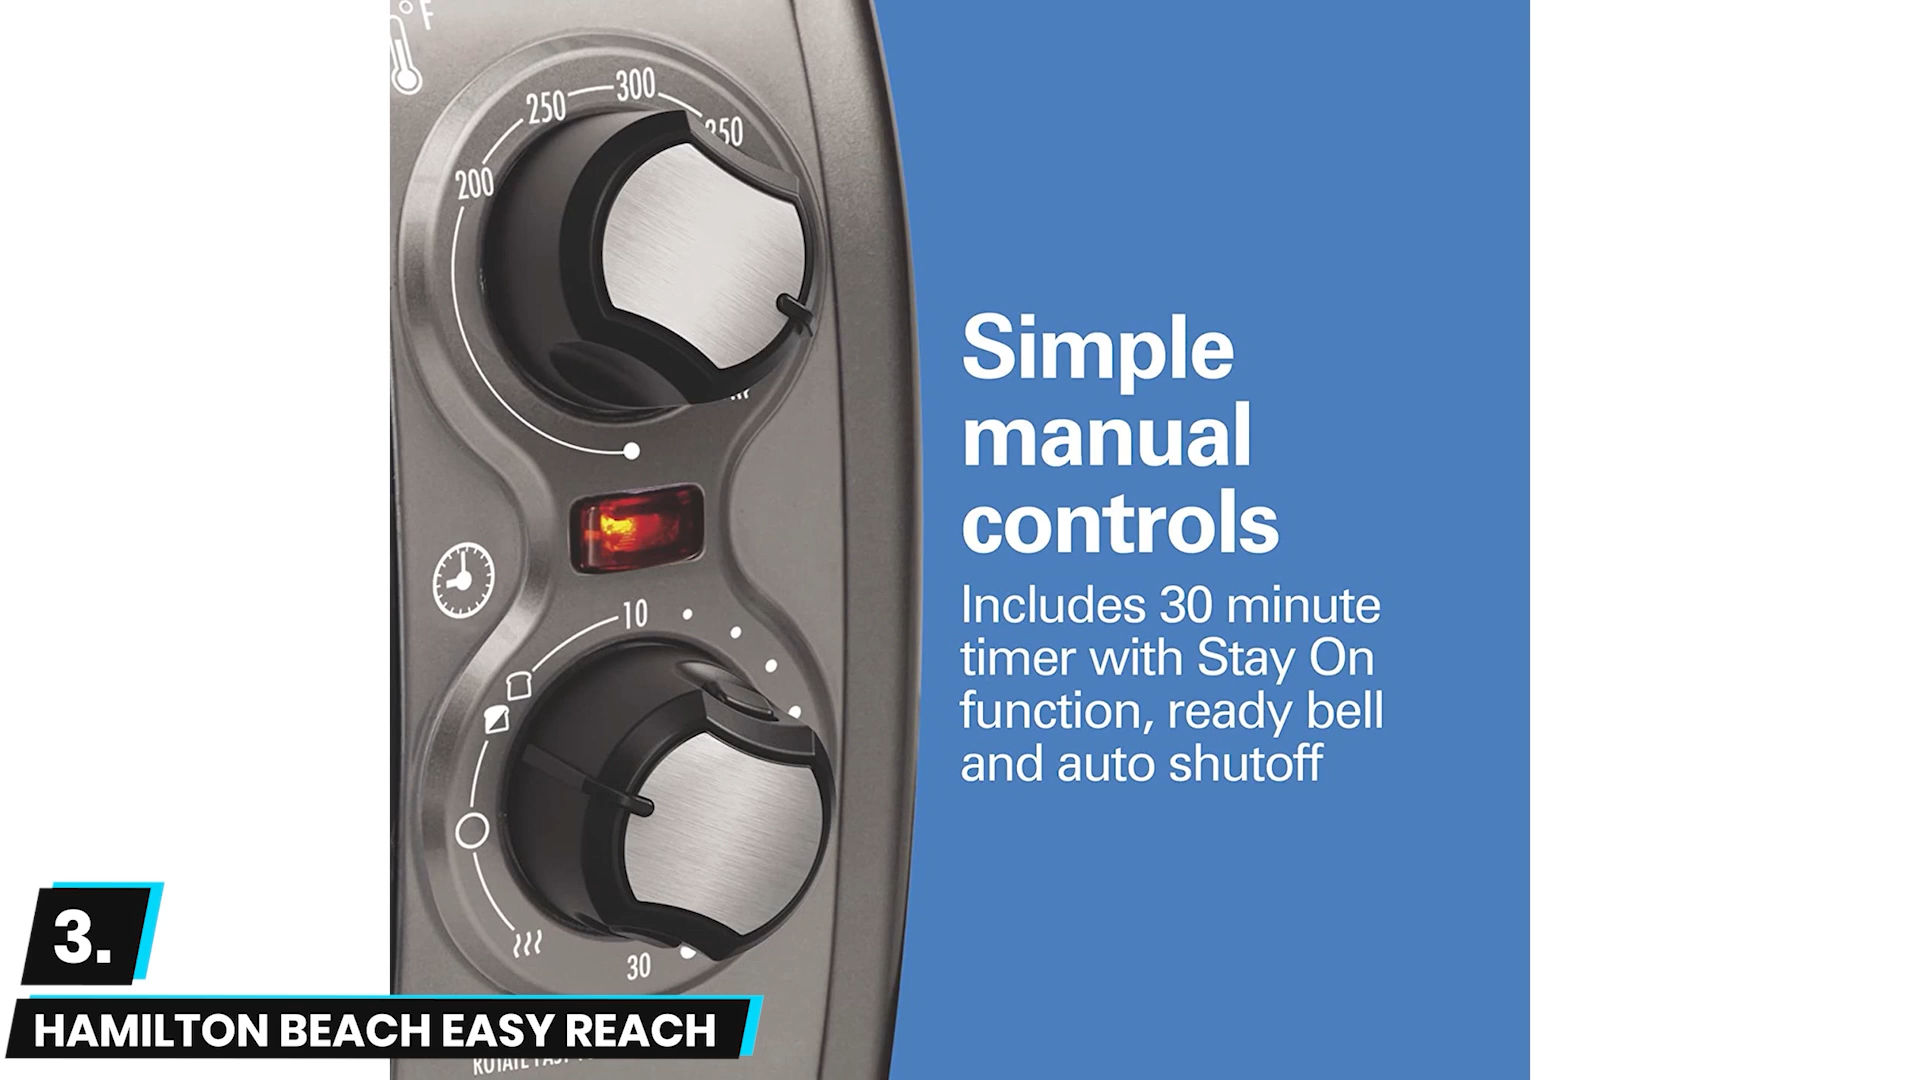 °F
300
250
200
10
30
Simple
manual
controls
Includes 30 minute
timer with Stay On
function, ready bell
and auto shutoff
3.
HAMILTON BEACH EASY REACH